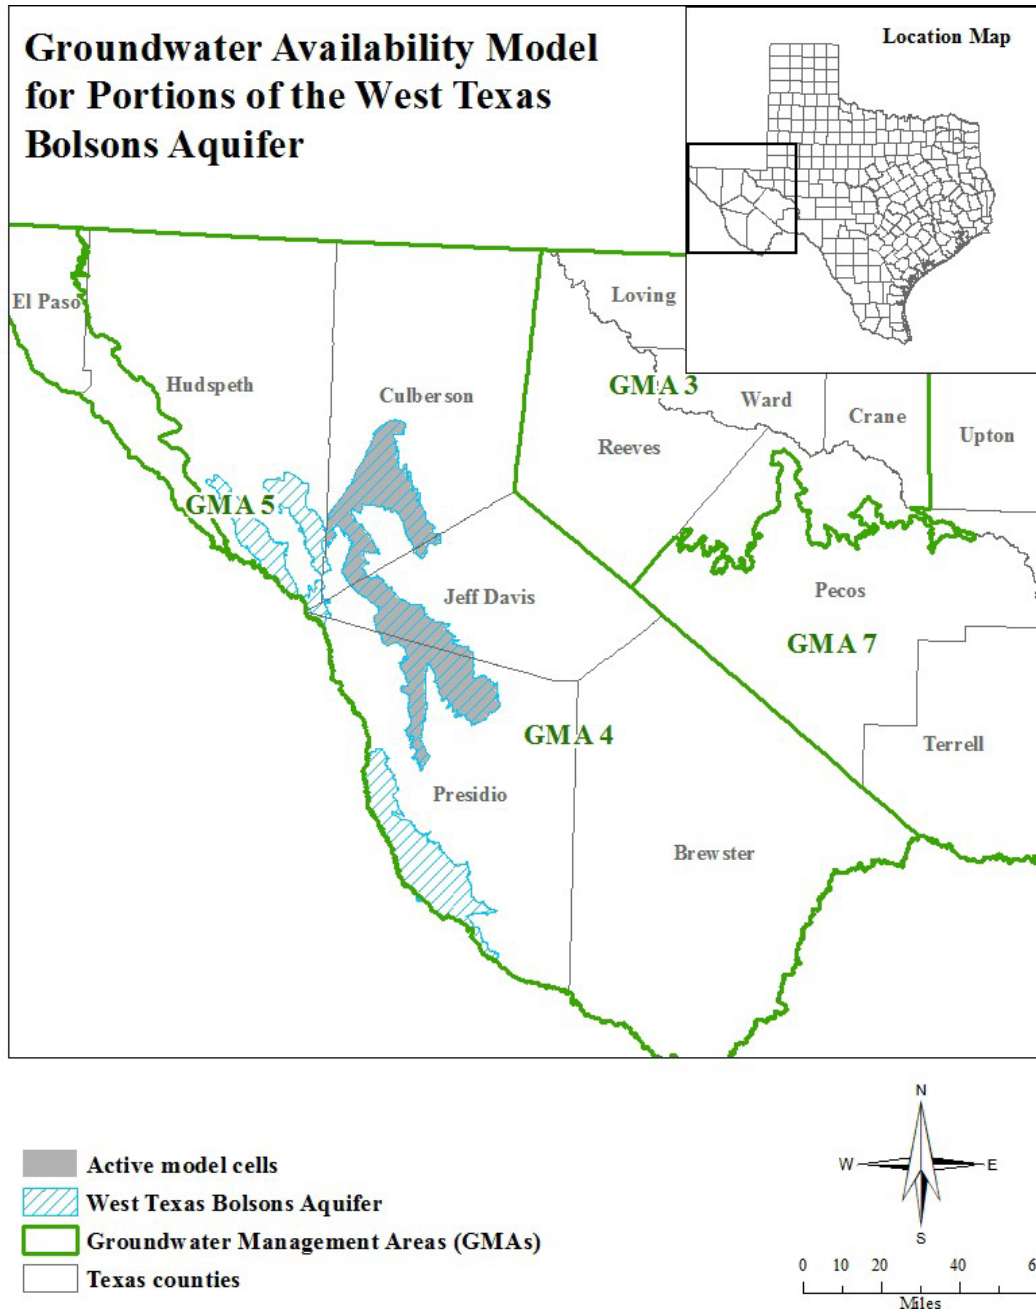 Groundwater Availability Model
for Portions of the West Texas
Bolsons Aquifer
Location Map
El Paso
Hudspeth
Culberson
Loving
GMA 3
Ward
Crane
Upton
Reeves
GMA 5
Jeff Davis
Pecos
GMA 7
GMA 4
Terrell
Presidio
Brewster
Active model cells
West Texas Bolsons Aquifer
Groundwater Management Areas (GMAs)
Texas counties
N
W E
S
0 10 20 40
Miles